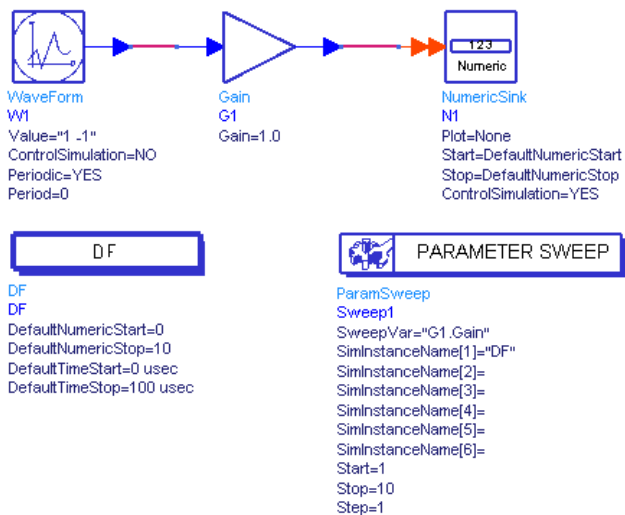 123
Numeric
WaveForm
W1
Value="1 -1"
ControlSimulation=NO
Periodic=YES
Period=0
Gain
G1
Gain=1.0
NumericSink
N1
Plot=None
Start=DefaultNumericStart
Stop=DefaultNumericStop
ControlSimulation=YES
DF
DF
DF
DefaultNumericStart=0
DefaultNumericStop=10
DefaultTimeStart=0 usec
DefaultTimeStop=100 usec
PARAMETER SWEEP
ParamSweep
Sweep1
SweepVar="G1.Gain"
SimInstanceName[1]="DF"
SimInstanceName[2]=
SimInstanceName[3]=
SimInstanceName[4]=
SimInstanceName[5]=
SimInstanceName[6]=
Start=1
Stop=10
Step=1